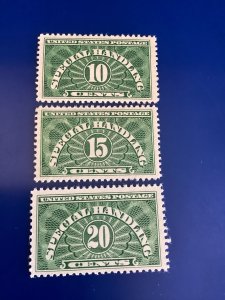 UNITED STATES POSTAGE
SPECIAL HANDLING
10
CENTS
UNITED STATES POSTAGE
SPECIAL HANDLING
15
CENTS
UNITED STATES POSTAGE
SPECIAL HANDLING
20
CENTS